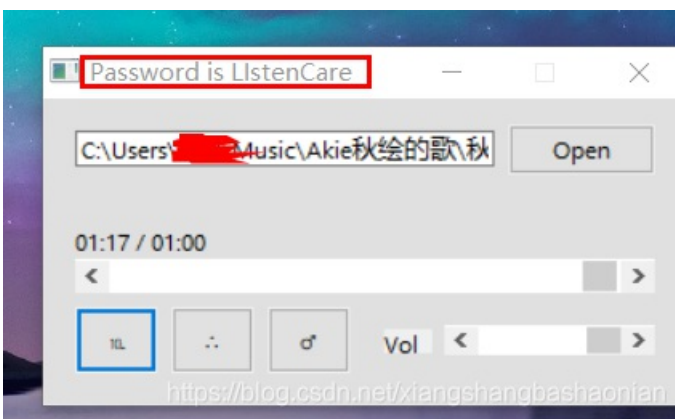 Password is LIstenCare
C:\Users\ Music\Akie秋绘的歌\秋
Open
01:17 / 01:00
Vol
https://blog.csdn.net/xiangshangbashaonian